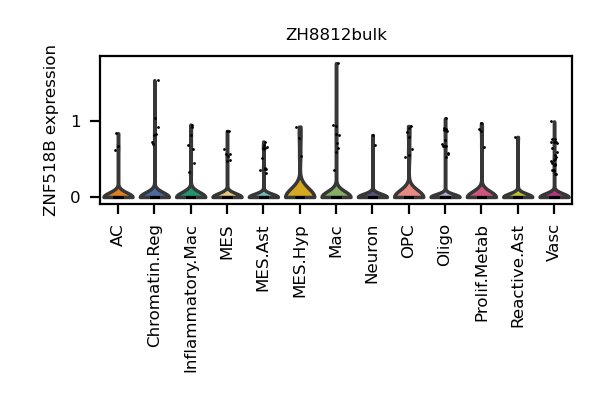 ZH8812bulk
ZNF518B expression
1
0
AC
Chromatin.Reg
Inflammatory.Mac
MES
MES.Ast
MES.Hyp
Mac
Neuron
OPC
Oligo
Prolif.Metab
Reactive.Ast
Vasc